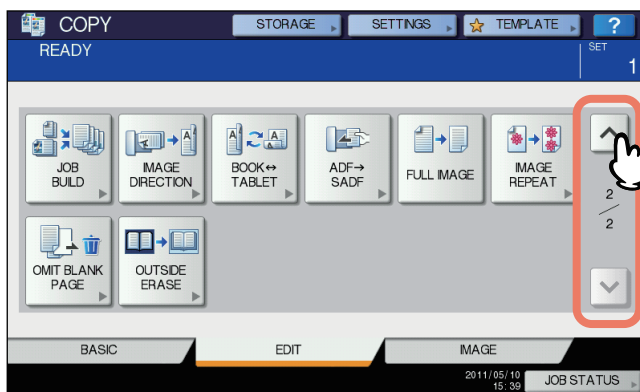 COPY
STORAGE
SETTINGS
TEMPLATE
?
READY
SET
1
JOB
BUILD
IMAGE
DIRECTION
BOOK↔
TABLET
ADF→
SADF
FULL IMAGE
IMAGE
REPEAT
2
2
OMIT BLANK
PAGE
OUTSIDE
ERASE
BASIC
EDIT
IMAGE
2011/05/10
15:39
JOB STATUS